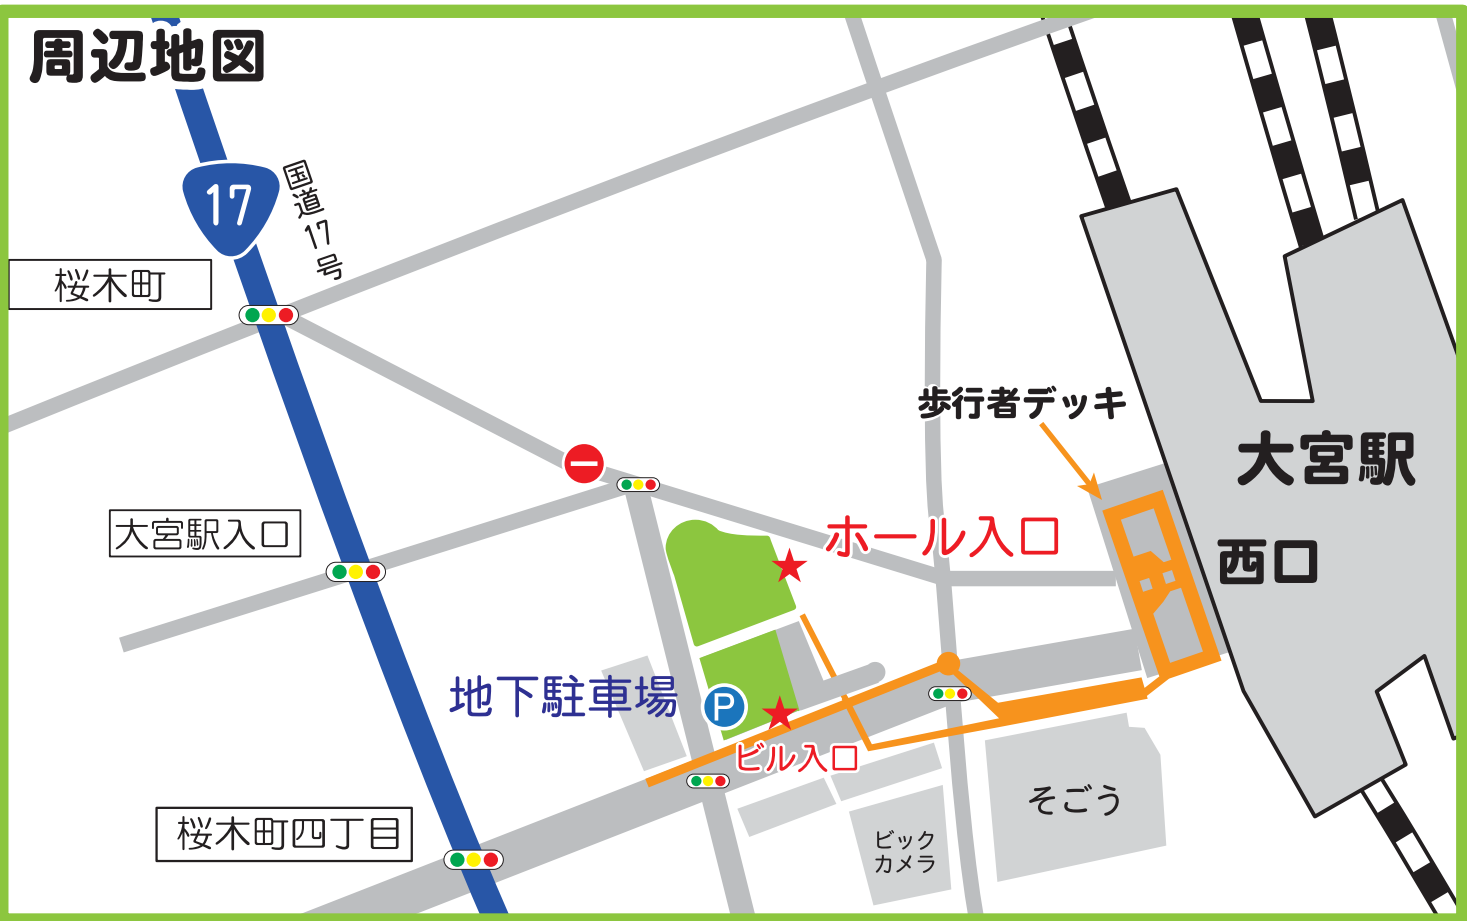 周辺地図
17
国道17号
桜木町
歩行者デッキ
大宮駅
西口
大宮駅入口
ホール入口
地下駐車場
P
ビル入口
そごう
桜木町四丁目
ビック
カメラ